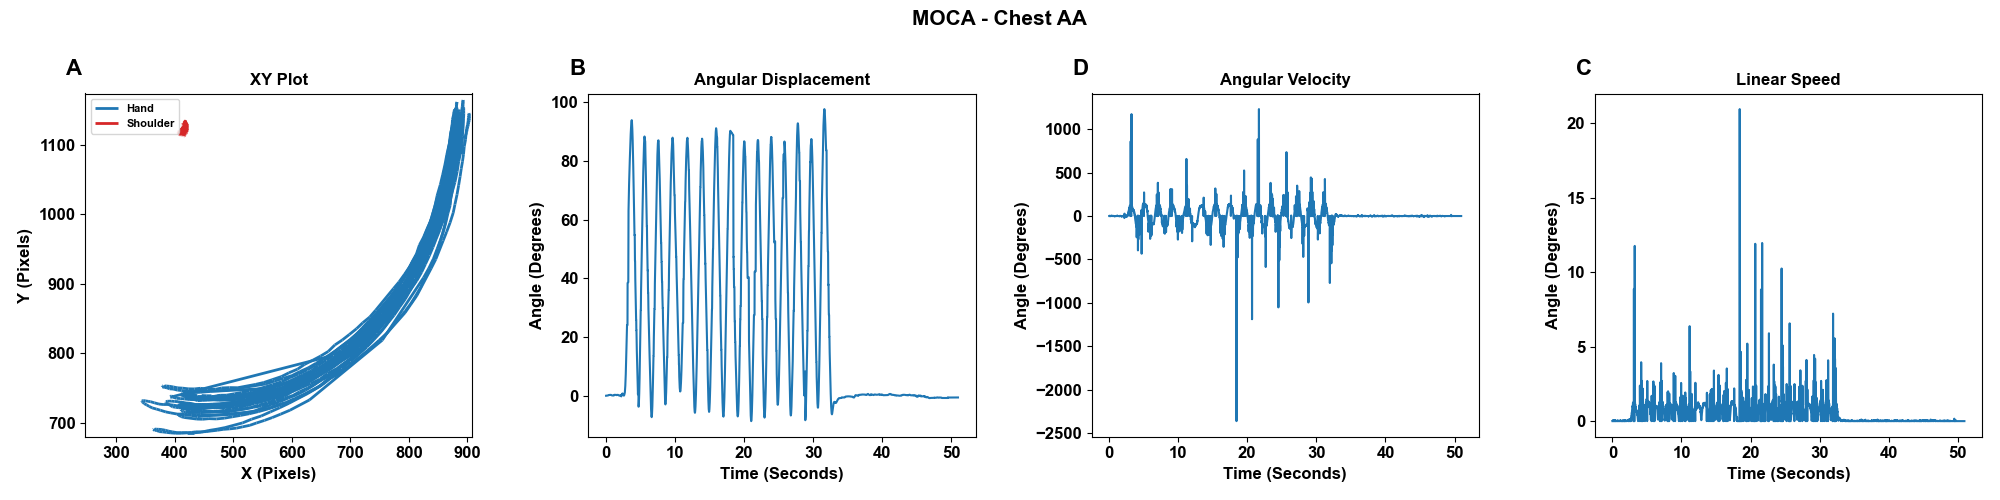 MOCA - Chest AA
A
XY Plot
Hand
Shoulder
1100
1000
900
800
700
300 400 500 600 700 800 900
Y (Pixels)
X (Pixels)
B
Angular Displacement
100
80
60
40
20
0
0 10 20 30 40 50
Angle (Degrees)
Time (Seconds)
D
Angular Velocity
1000
500
0
−500
−1000
−1500
−2000
−2500
0 10 20 30 40 50
Angle (Degrees)
Time (Seconds)
C
Linear Speed
20
15
10
5
0
0 10 20 30 40 50
Angle (Degrees)
Time (Seconds)